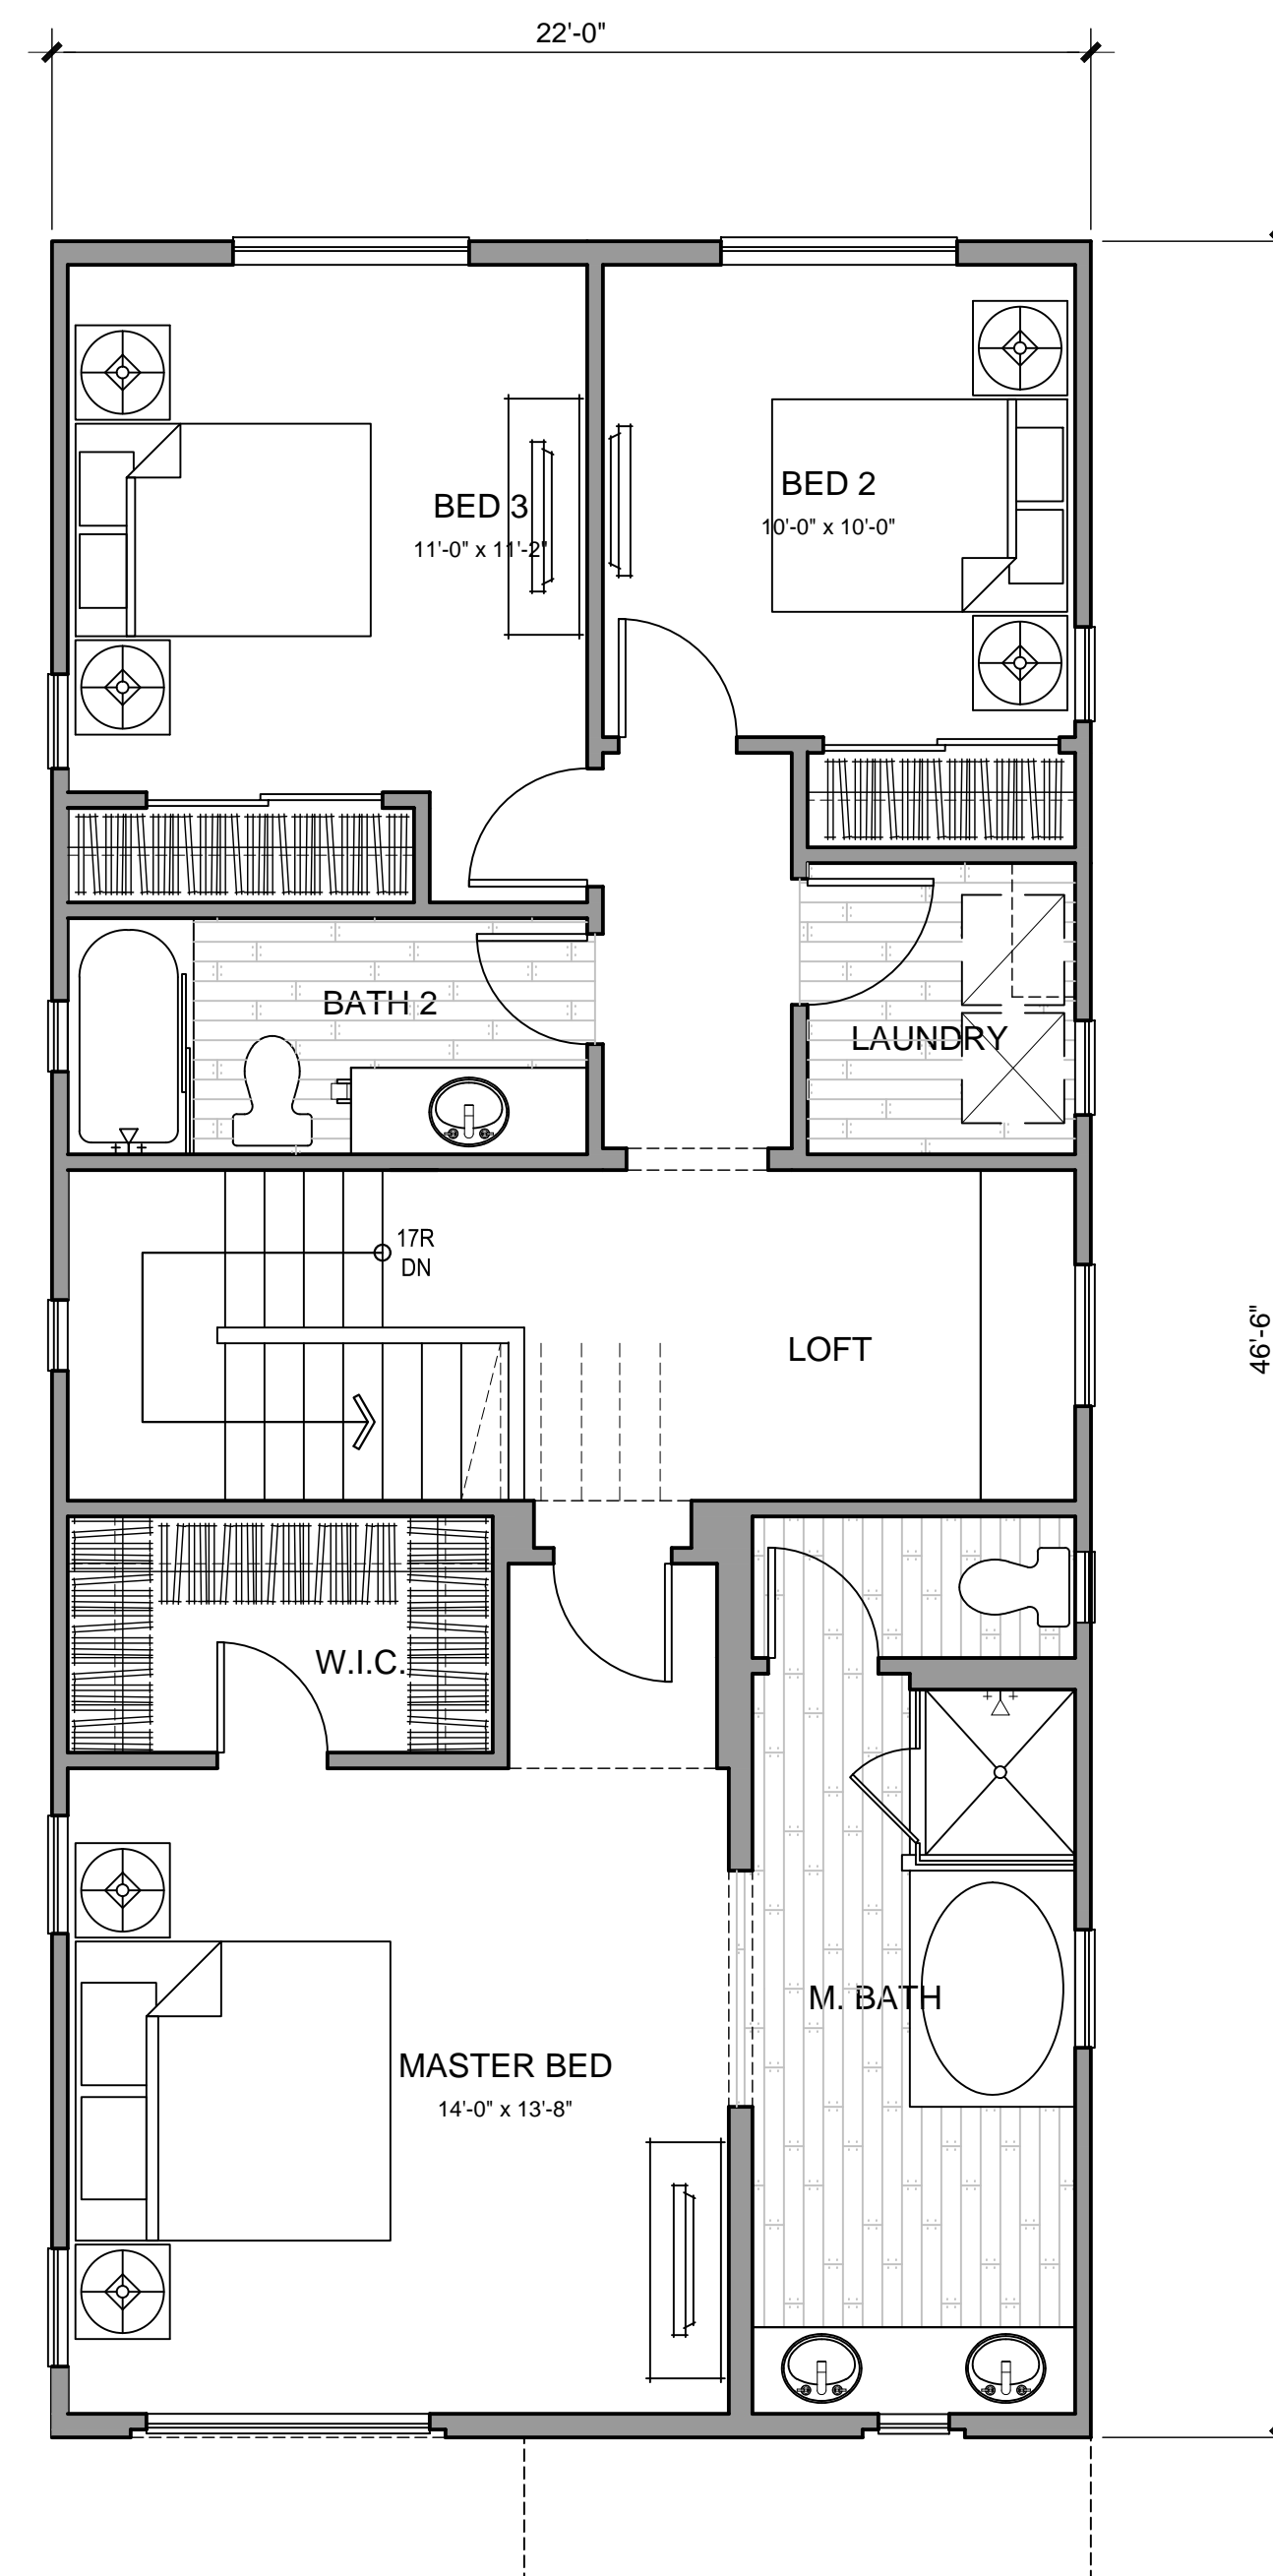 22'-0"
BED 3
11'-0" x 11'-2"
BED 2
10'-0" x 10'-0"
BATH 2
LAUNDRY
17R
DN
LOFT
46'-6"
W.I.C.
M. BATH
MASTER BED
14'-0" x 13'-8"